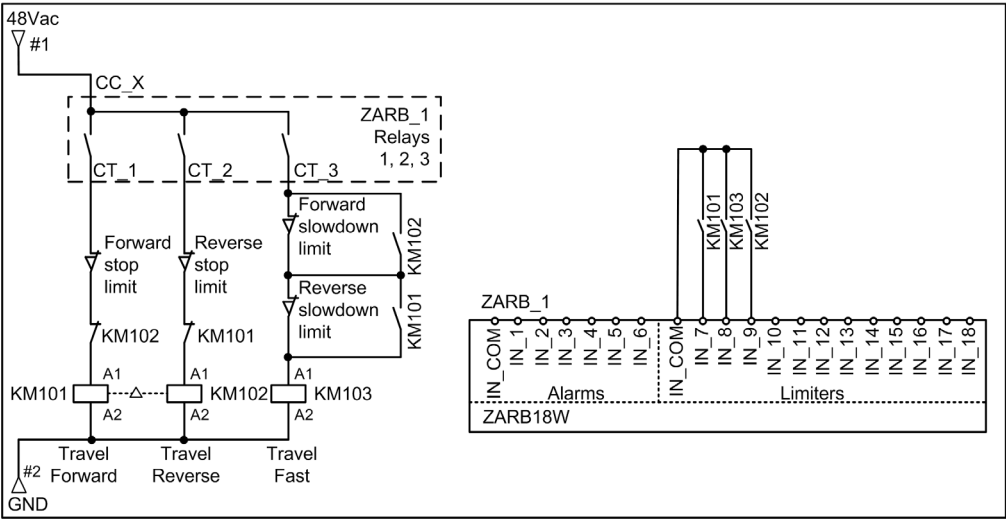 48Vac
#1
CC_X
ZARB_1
Relays
1, 2, 3
CT_1
CT_2
CT_3
Forward
slowdown
limit
KM102
Forward
stop
limit
Reverse
stop
limit
Reverse
slowdown
limit
KM101
KM102
KM101
A1
A1
A1
KM101
KM102
KM103
A2
A2
A2
Travel
Forward
Travel
Reverse
Travel
Fast
#2
GND
KM101
KM103
KM102
ZARB_1
IN_COM
IN_1
IN_2
IN_3
IN_4
IN_5
IN_6
IN_COM
IN_7
IN_8
IN_9
IN_10
IN_11
IN_12
IN_13
IN_14
IN_15
IN_16
IN_17
IN_18
Alarms
Limiters
ZARB18W